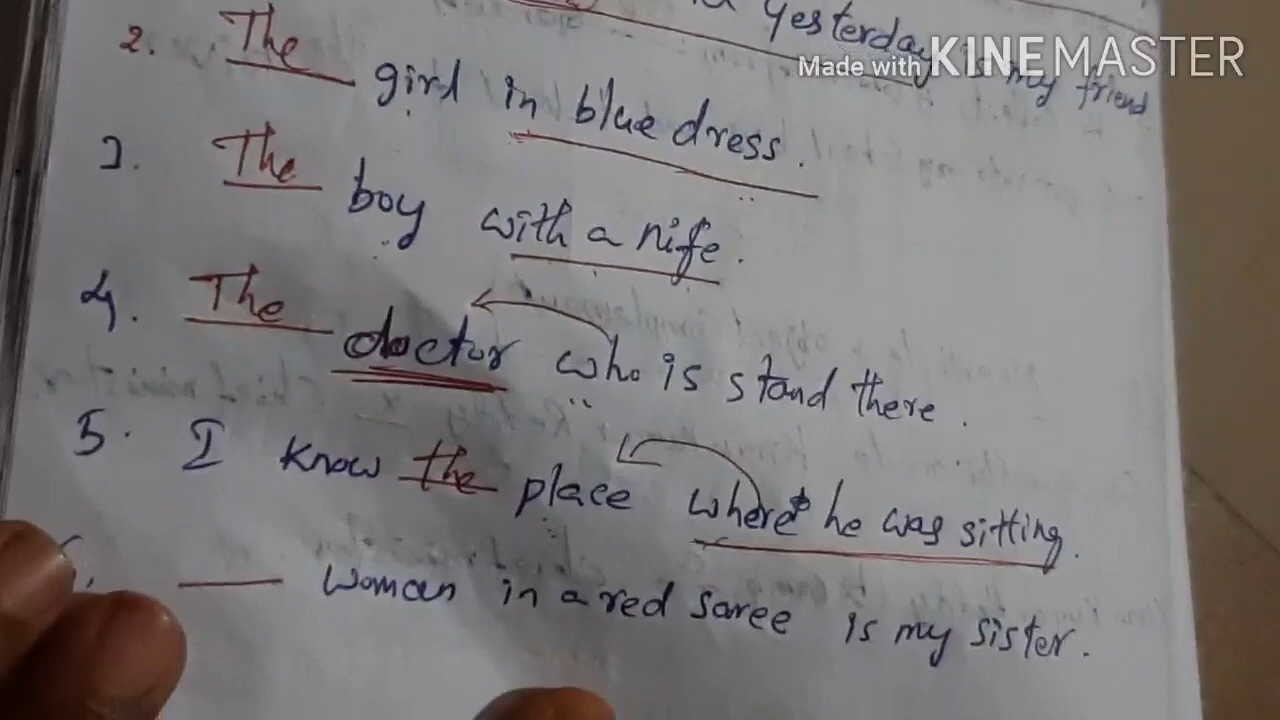 yesterday is my friend
Made with KINEMASTER
2. The girl in blue dress.
3. The boy with a nife.
4. The doctor who is stand there.
5. I know the place where he was sitting.
woman in a red saree is my sister.